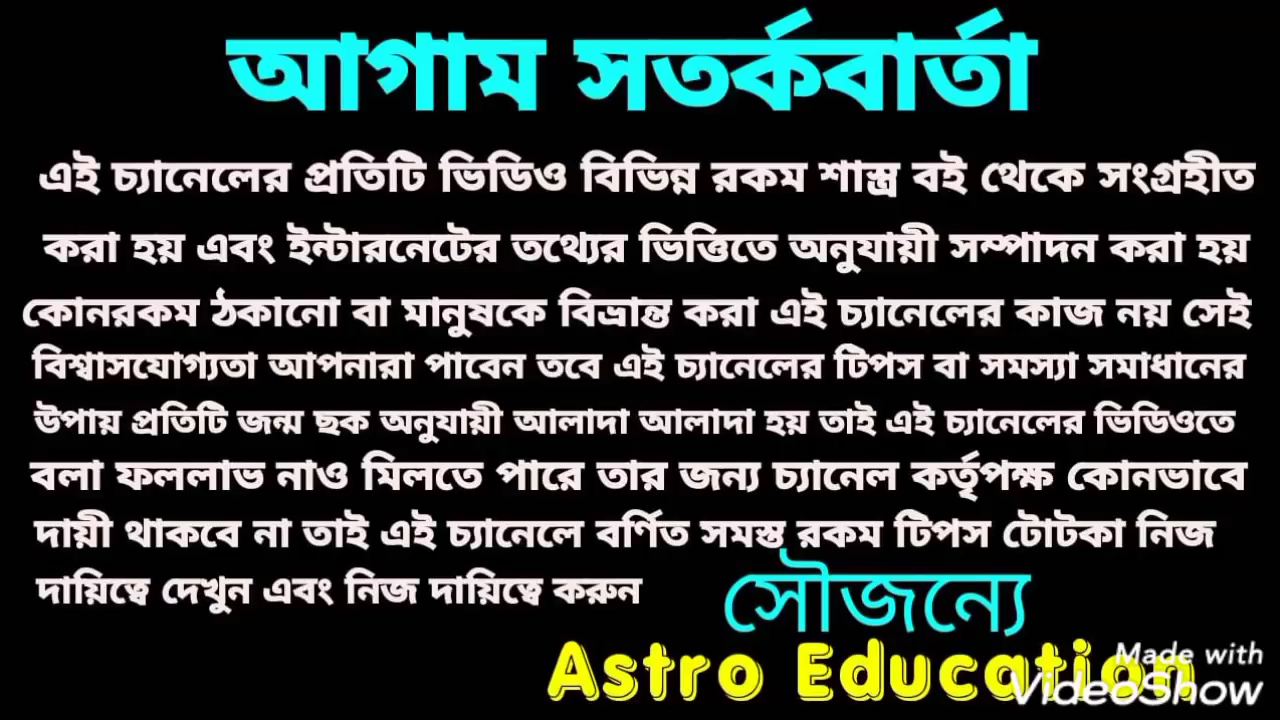 আগাম সতর্কবার্তা
এই চ্যানেলের প্রতিটি ভিডিও বিভিন্ন রকম শাস্ত্র বই থেকে সংগ্রহীত
করা হয় এবং ইন্টারনেটের তথ্যের ভিত্তিতে অনুযায়ী সম্পাদন করা হয়
কোনরকম ঠকানো বা মানুষকে বিভ্রান্ত করা এই চ্যানেলের কাজ নয় সেই
বিশ্বাসযোগ্যতা আপনারা পাবেন তবে এই চ্যানেলের টিপস বা সমস্যা সমাধানের
উপায় প্রতিটি জন্ম ছক অনুযায়ী আলাদা আলাদা হয় তাই এই চ্যানেলের ভিডিওতে
বলা ফললাভ নাও মিলতে পারে তার জন্য চ্যানেল কর্তৃপক্ষ কোনভাবে
দায়ী থাকবে না তাই এই চ্যানেলে বর্ণিত সমস্ত রকম টিপস টোটকা নিজ
দায়িত্বে দেখুন এবং নিজ দায়িত্বে করুন
সৌজন্যে
Astro Education
Made with
VideoShow